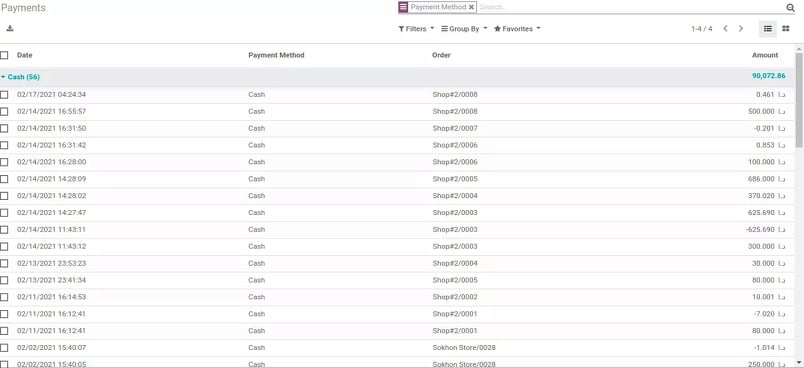 Payments
Payment Method × Search...
Filters Group By Favorites 1-4 / 4
Date Payment Method Order Amount
Cash (56) 90,072.86
02/17/2021 04:24:34 Cash Shop#2/0008 0.461 د.ا
02/14/2021 16:55:57 Cash Shop#2/0008 500.000 د.ا
02/14/2021 16:31:50 Cash Shop#2/0007 -0.201 د.ا
02/14/2021 16:31:42 Cash Shop#2/0006 0.853 د.ا
02/14/2021 16:28:00 Cash Shop#2/0006 100.000 د.ا
02/14/2021 14:28:09 Cash Shop#2/0005 686.000 د.ا
02/14/2021 14:28:02 Cash Shop#2/0004 370.020 د.ا
02/14/2021 14:27:47 Cash Shop#2/0003 625.690 د.ا
02/14/2021 11:43:11 Cash Shop#2/0003 -625.690 د.ا
02/14/2021 11:43:12 Cash Shop#2/0003 300.000 د.ا
02/13/2021 23:53:23 Cash Shop#2/0004 30.000 د.ا
02/13/2021 23:41:34 Cash Shop#2/0005 80.000 د.ا
02/11/2021 16:14:53 Cash Shop#2/0002 10.001 د.ا
02/11/2021 16:12:41 Cash Shop#2/0001 -7.020 د.ا
02/11/2021 16:12:41 Cash Shop#2/0001 80.000 د.ا
02/02/2021 15:40:07 Cash Sokhon Store/0028 -1.014 د.ا
02/02/2021 15:40:05 Cash Sokhon Store/0028 250.000 د.ا